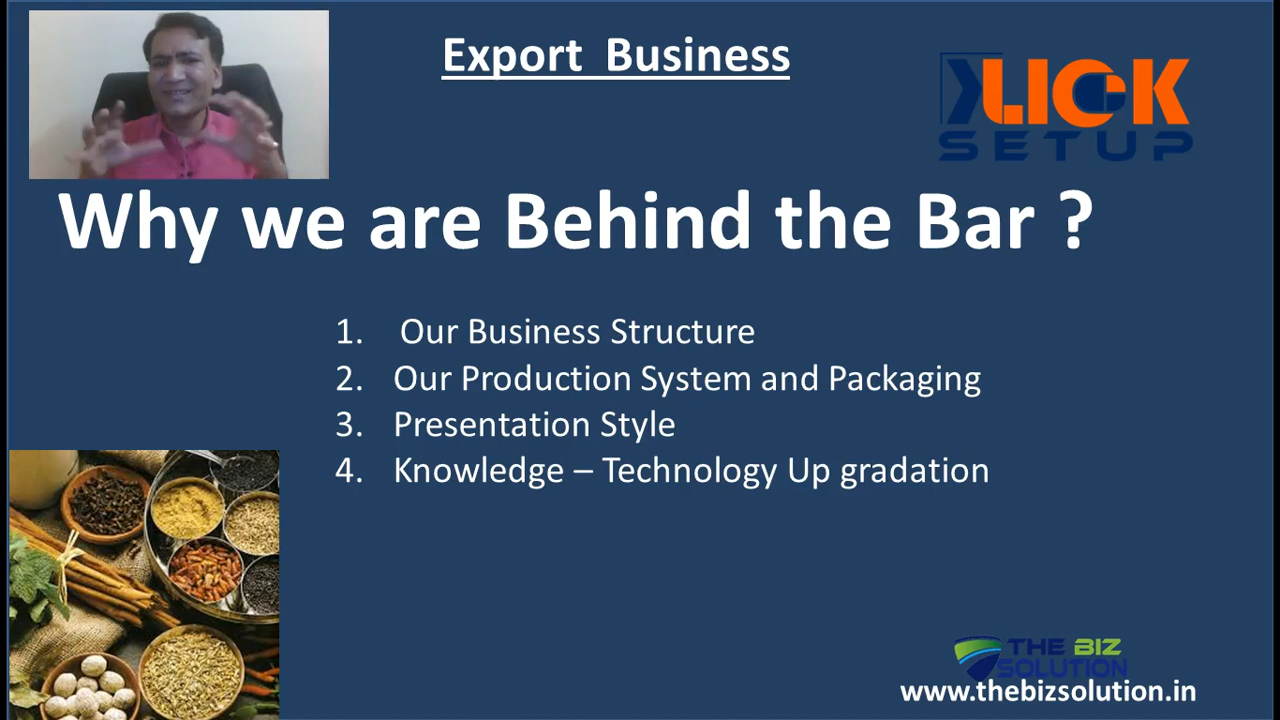 Export Business
KLICK
SETUP
Why we are Behind the Bar ?
1. Our Business Structure
2. Our Production System and Packaging
3. Presentation Style
4. Knowledge – Technology Up gradation
THE BIZ
SOLUTION
www.thebizsolution.in